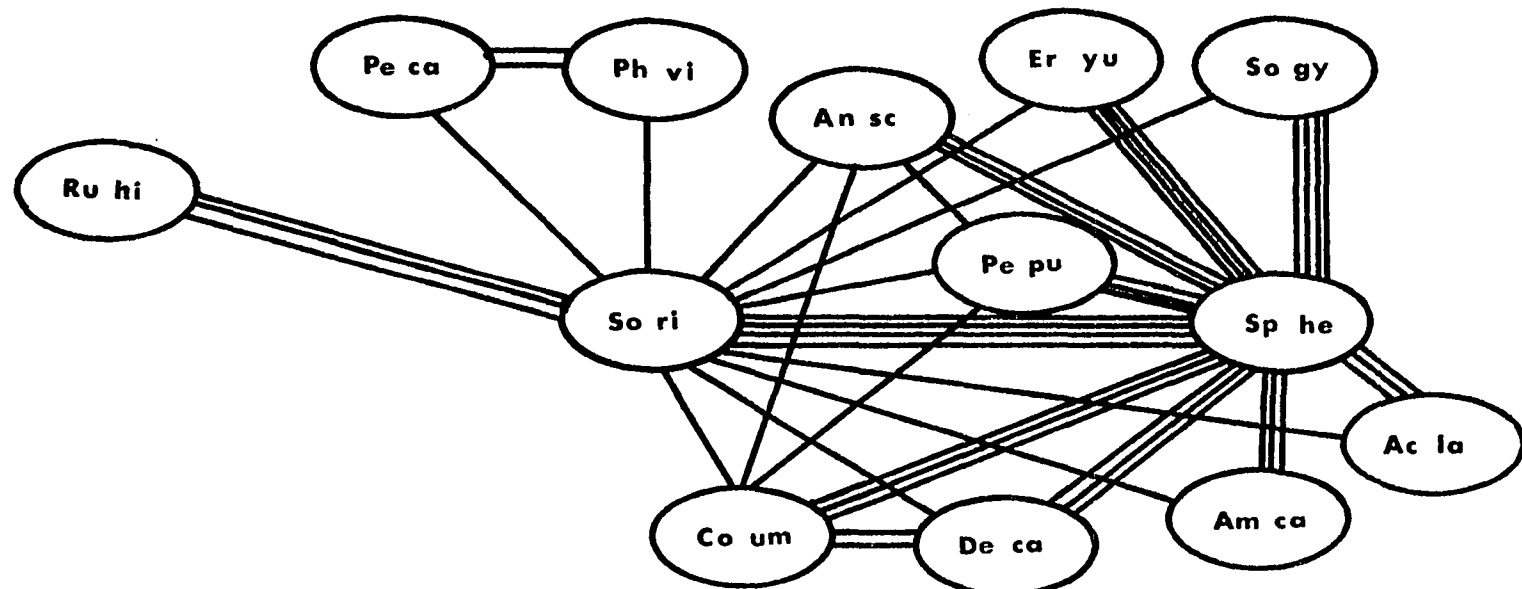 Pe ca
Ph vi
Er yu
So gy
An sc
Ru hi
Pe pu
So ri
Sp he
Ac la
Am ca
Co um
De ca